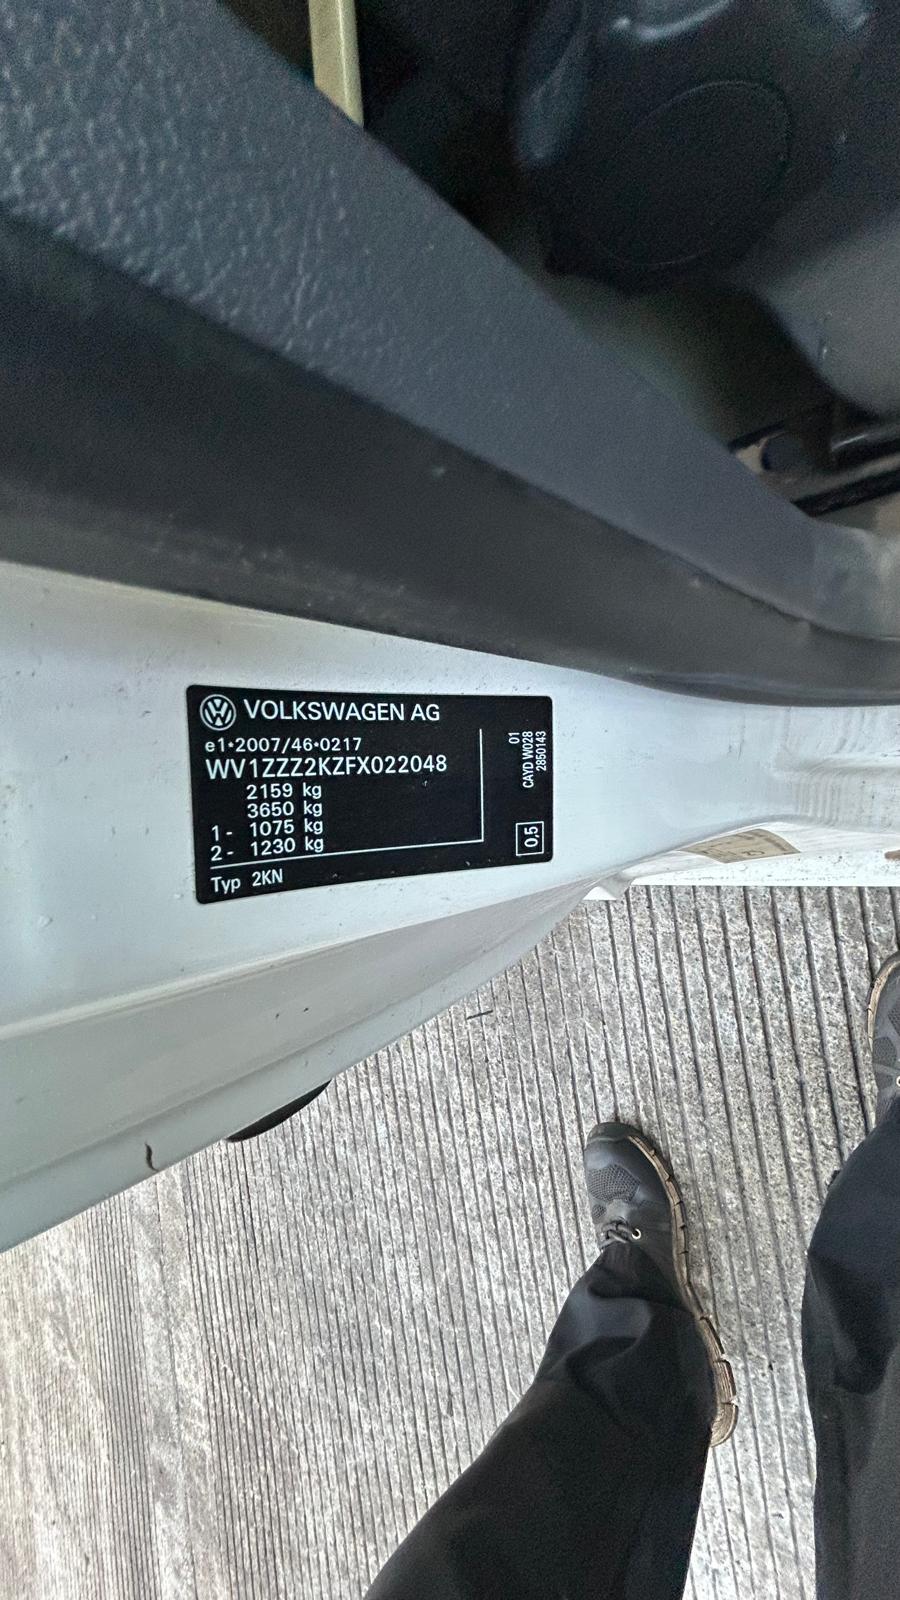 VOLKSWAGEN AG
e1*2007/46*0217
WV1ZZZ2KZFX022048
2159 kg
3650 kg
1- 1075 kg
2- 1230 kg
Typ 2KN
01
CAYD W028
2850143
0,5